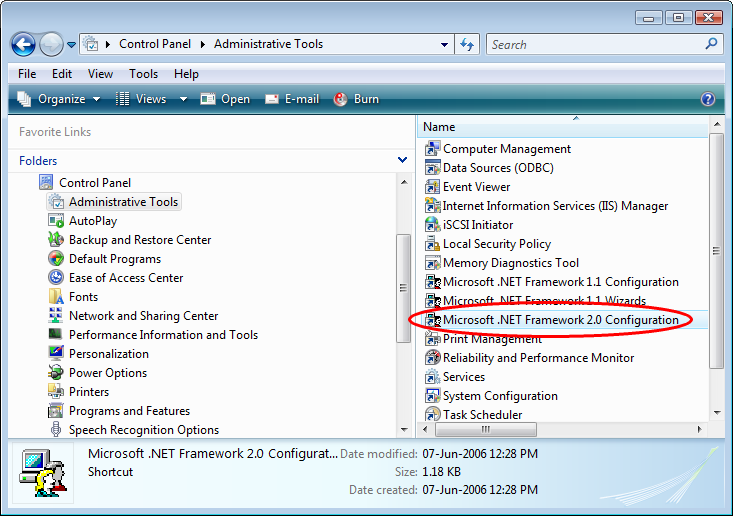 Control Panel Administrative Tools Search
File Edit View Tools Help
Organize Views Open E-mail Burn
Favorite Links
Folders
Control Panel
Administrative Tools
AutoPlay
Backup and Restore Center
Default Programs
Ease of Access Center
Fonts
Network and Sharing Center
Performance Information and Tools
Personalization
Power Options
Printers
Programs and Features
Speech Recognition Options
Name
Computer Management
Data Sources (ODBC)
Event Viewer
Internet Information Services (IIS) Manager
iSCSI Initiator
Local Security Policy
Memory Diagnostics Tool
Microsoft .NET Framework 1.1 Configuration
Microsoft .NET Framework 1.1 Wizards
Microsoft .NET Framework 2.0 Configuration
Print Management
Reliability and Performance Monitor
Services
System Configuration
Task Scheduler
Microsoft .NET Framework 2.0 Configurat... Date modified: 07-Jun-2006 12:28 PM
Shortcut Size: 1.18 KB
Date created: 07-Jun-2006 12:28 PM